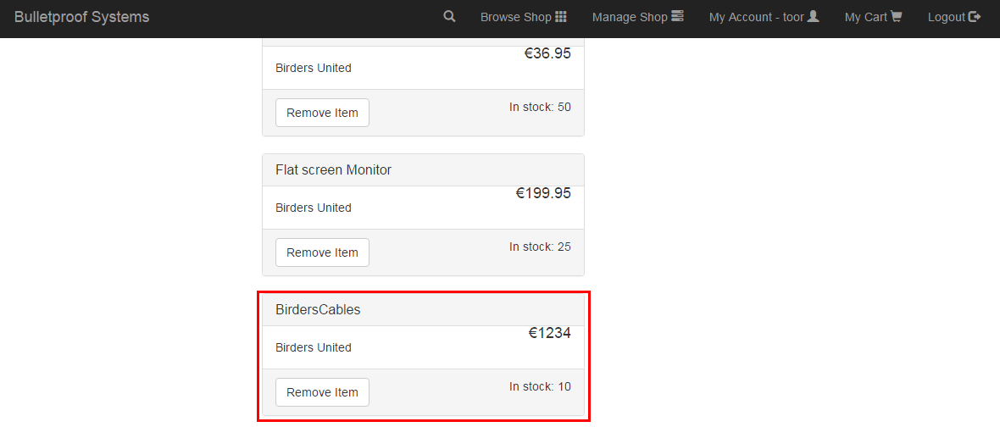 Bulletproof Systems
Browse Shop
Manage Shop
My Account - toor
My Cart
Logout
€36.95
Birders United
Remove Item
In stock: 50
Flat screen Monitor
€199.95
Birders United
Remove Item
In stock: 25
BirdersCables
€1234
Birders United
Remove Item
In stock: 10